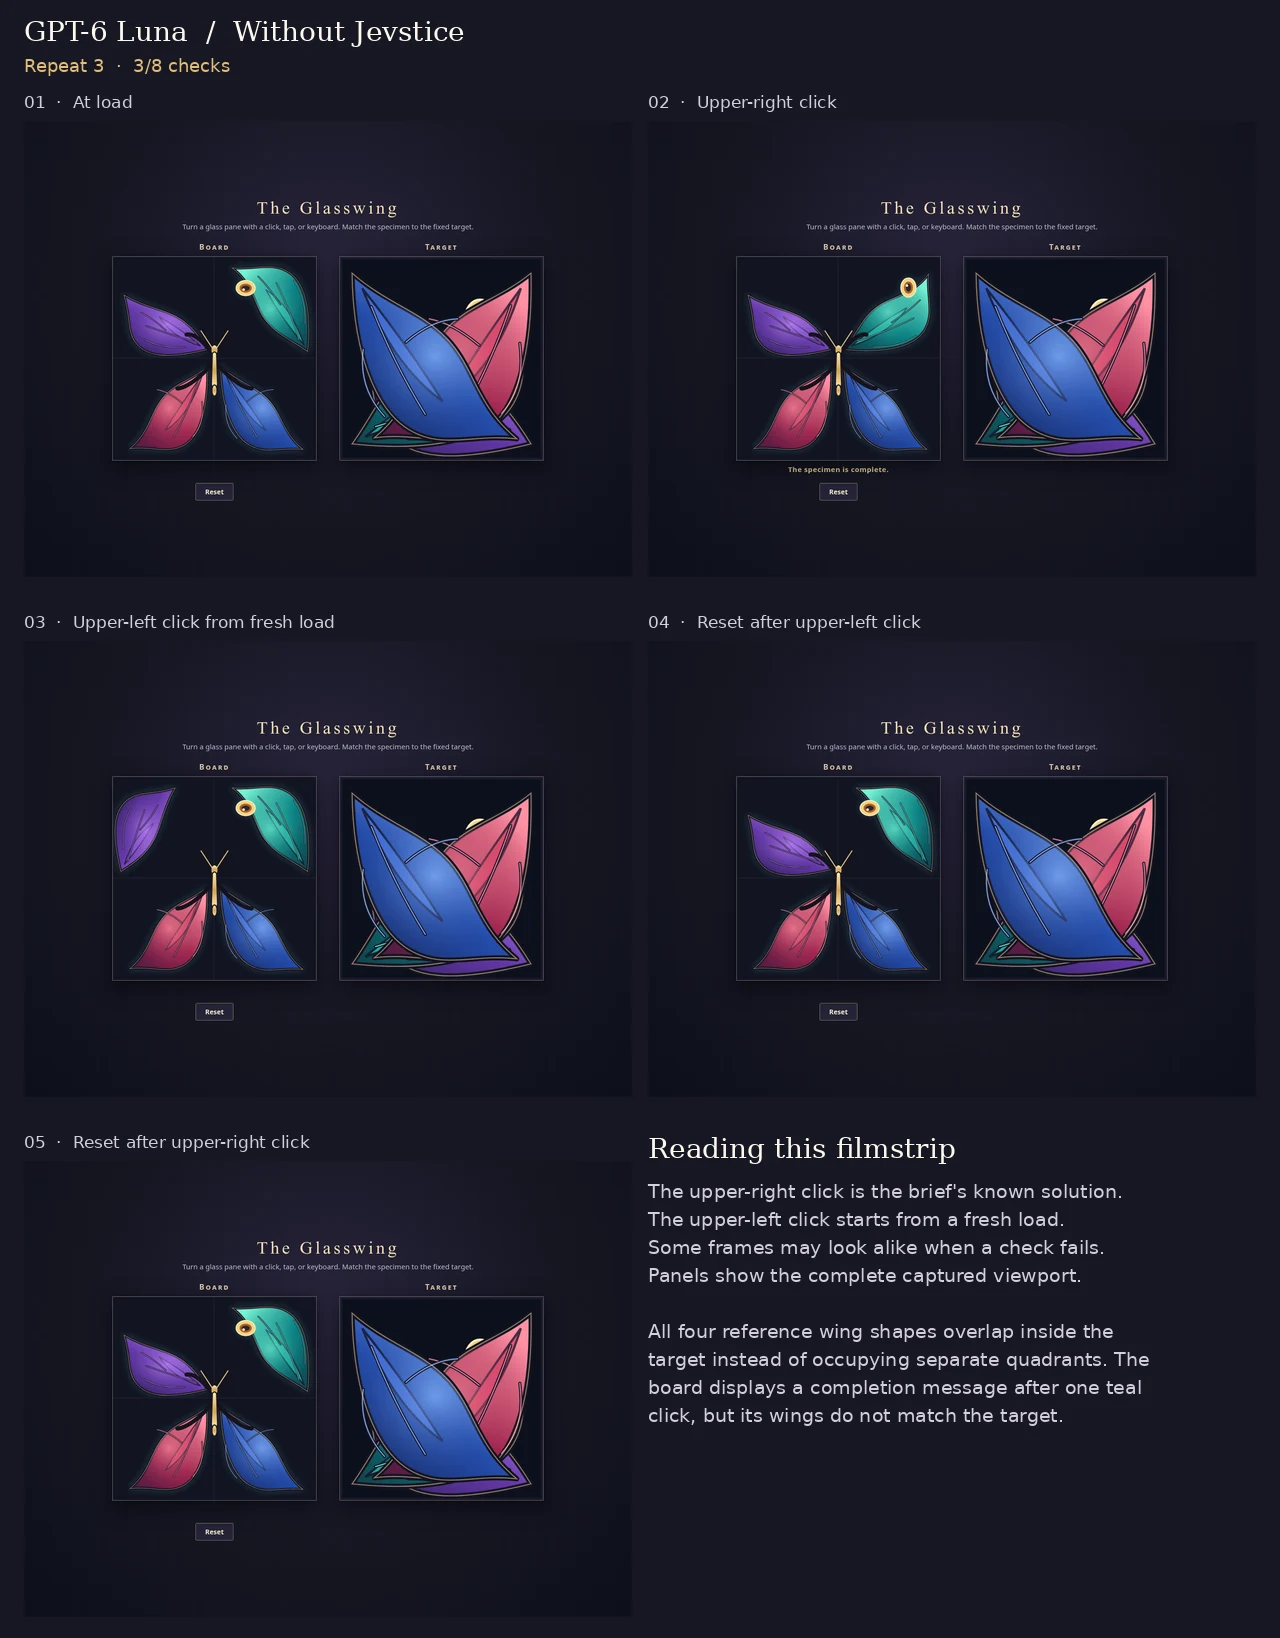 GPT-6 Luna / Without Jevstice
Repeat 3 · 3/8 checks
01 · At load
The Glasswing
Turn a glass pane with a click, tap, or keyboard. Match the specimen to the fixed target.
Board
Target
Reset
02 · Upper-right click
The Glasswing
Turn a glass pane with a click, tap, or keyboard. Match the specimen to the fixed target.
Board
Target
The specimen is complete.
Reset
03 · Upper-left click from fresh load
The Glasswing
Turn a glass pane with a click, tap, or keyboard. Match the specimen to the fixed target.
Board
Target
Reset
04 · Reset after upper-left click
The Glasswing
Turn a glass pane with a click, tap, or keyboard. Match the specimen to the fixed target.
Board
Target
Reset
05 · Reset after upper-right click
The Glasswing
Turn a glass pane with a click, tap, or keyboard. Match the specimen to the fixed target.
Board
Target
Reset
Reading this filmstrip
The upper-right click is the brief's known solution.
The upper-left click starts from a fresh load.
Some frames may look alike when a check fails.
Panels show the complete captured viewport.
All four reference wing shapes overlap inside the
target instead of occupying separate quadrants. The
board displays a completion message after one teal
click, but its wings do not match the target.